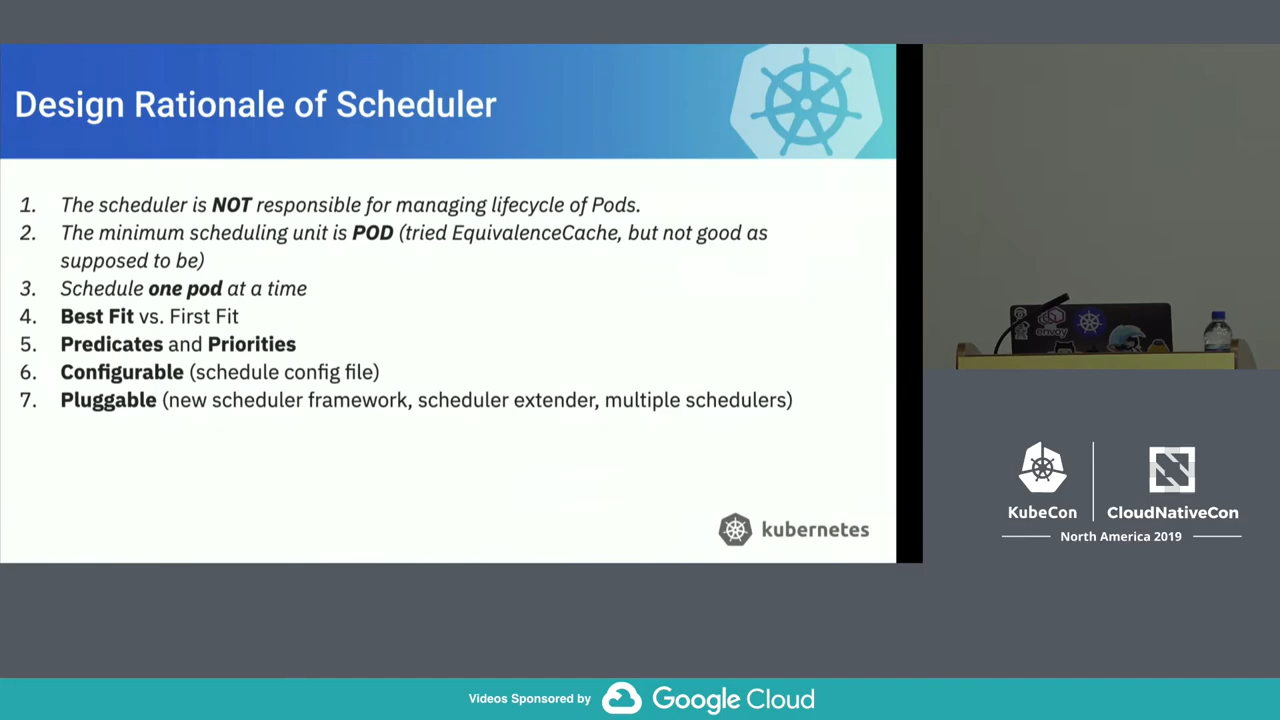 Design Rationale of Scheduler
1. The scheduler is NOT responsible for managing lifecycle of Pods.
2. The minimum scheduling unit is POD (tried EquivalenceCache, but not good as
supposed to be)
3. Schedule one pod at a time
4. Best Fit vs. First Fit
5. Predicates and Priorities
6. Configurable (schedule config file)
7. Pluggable (new scheduler framework, scheduler extender, multiple schedulers)
kubernetes
envoy
KubeCon
CloudNativeCon
North America 2019
Videos Sponsored by
Google Cloud